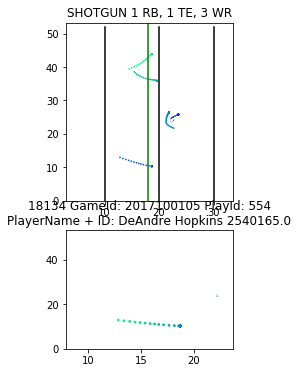 SHOTGUN 1 RB, 1 TE, 3 WR
50
40
30
20
10
0
10 20 30
18134 GameId: 2017100105 PlayId: 554
PlayerName + ID: DeAndre Hopkins 2540165.0
40
20
0
10 15 20